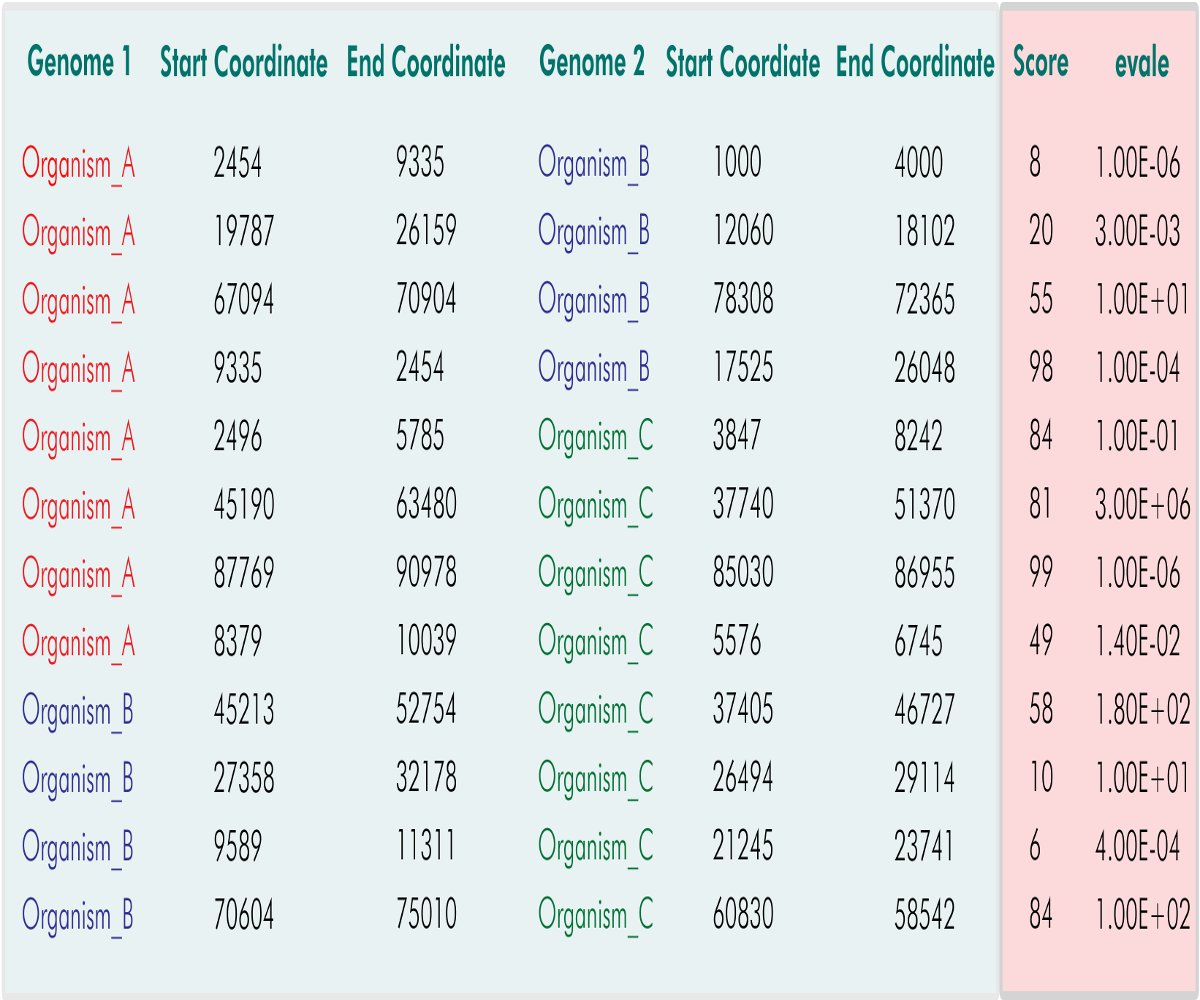 Genome 1 Start Coordinate End Coordinate Genome 2 Start Coordiate End Coordinate Score evale
Organism_A 2454 9335 Organism_B 1000 4000 8 1.00E-06
Organism_A 19787 26159 Organism_B 12060 18102 20 3.00E-03
Organism_A 67094 70904 Organism_B 78308 72365 55 1.00E+01
Organism_A 9335 2454 Organism_B 17525 26048 98 1.00E-04
Organism_A 2496 5785 Organism_C 3847 8242 84 1.00E-01
Organism_A 45190 63480 Organism_C 37740 51370 81 3.00E+06
Organism_A 87769 90978 Organism_C 85030 86955 99 1.00E-06
Organism_A 8379 10039 Organism_C 5576 6745 49 1.40E-02
Organism_B 45213 52754 Organism_C 37405 46727 58 1.80E+02
Organism_B 27358 32178 Organism_C 26494 29114 10 1.00E+01
Organism_B 9589 11311 Organism_C 21245 23741 6 4.00E-04
Organism_B 70604 75010 Organism_C 60830 58542 84 1.00E+02